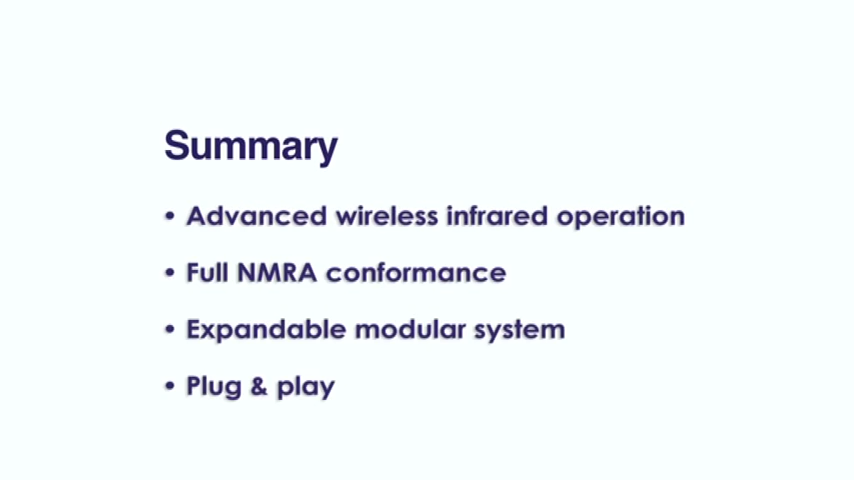 Summary
• Advanced wireless infrared operation
• Full NMRA conformance
• Expandable modular system
• Plug & play